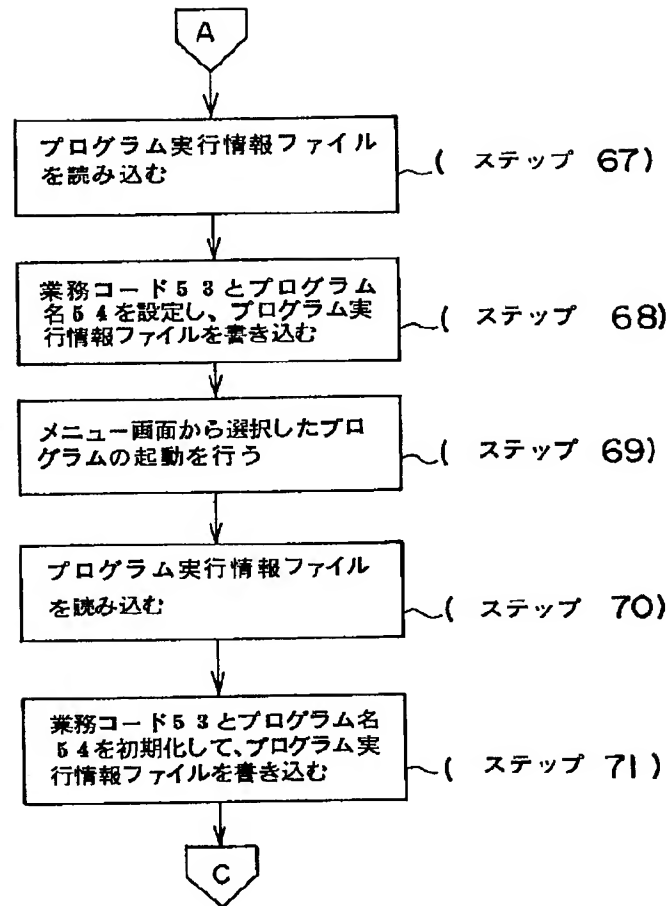 A
プログラム実行情報ファイル
を読み込む
( ステップ 67)
業務コード53とプログラム
名54を設定し、プログラム実
行情報ファイルを書き込む
( ステップ 68)
メニュー画面から選択したプロ
グラムの起動を行う
( ステップ 69)
プログラム実行情報ファイル
を読み込む
( ステップ 70)
業務コード53とプログラム名
54を初期化して、プログラム実
行情報ファイルを書き込む
( ステップ 71)
C